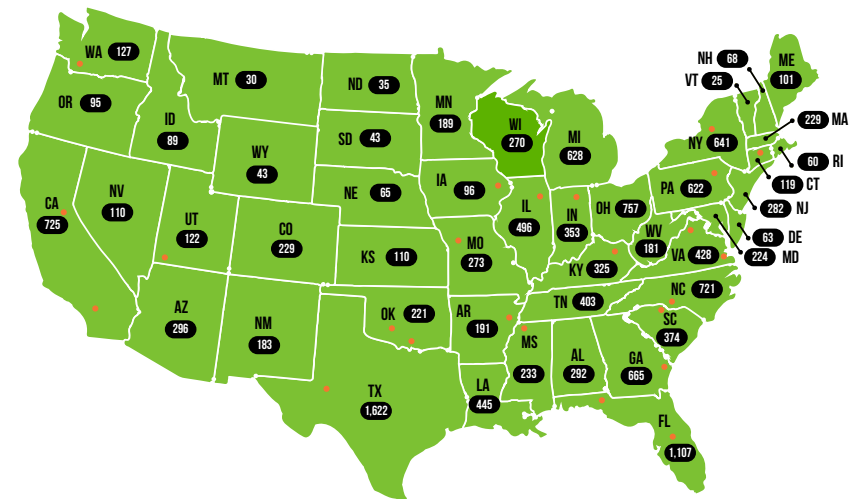 WA 127
OR 95
ID
89
MT 30
ND 35
SD 43
WY
43
NE 65
MN
189
WI
270
MI
628
IA 96
CA
725
NV
110
UT
122
CO
229
KS 110
MO
273
IL
496
IN
353
OH 757
KY 325
WV
181
VA 428
PA 622
NY 641
VT 25
NH 68
ME
101
229 MA
60 RI
119 CT
282 NJ
63 DE
224 MD
AZ
296
NM
183
OK 221
AR
191
TN 403
NC 721
SC
374
TX
1,622
LA
445
MS
233
AL
292
GA
665
FL
1,107